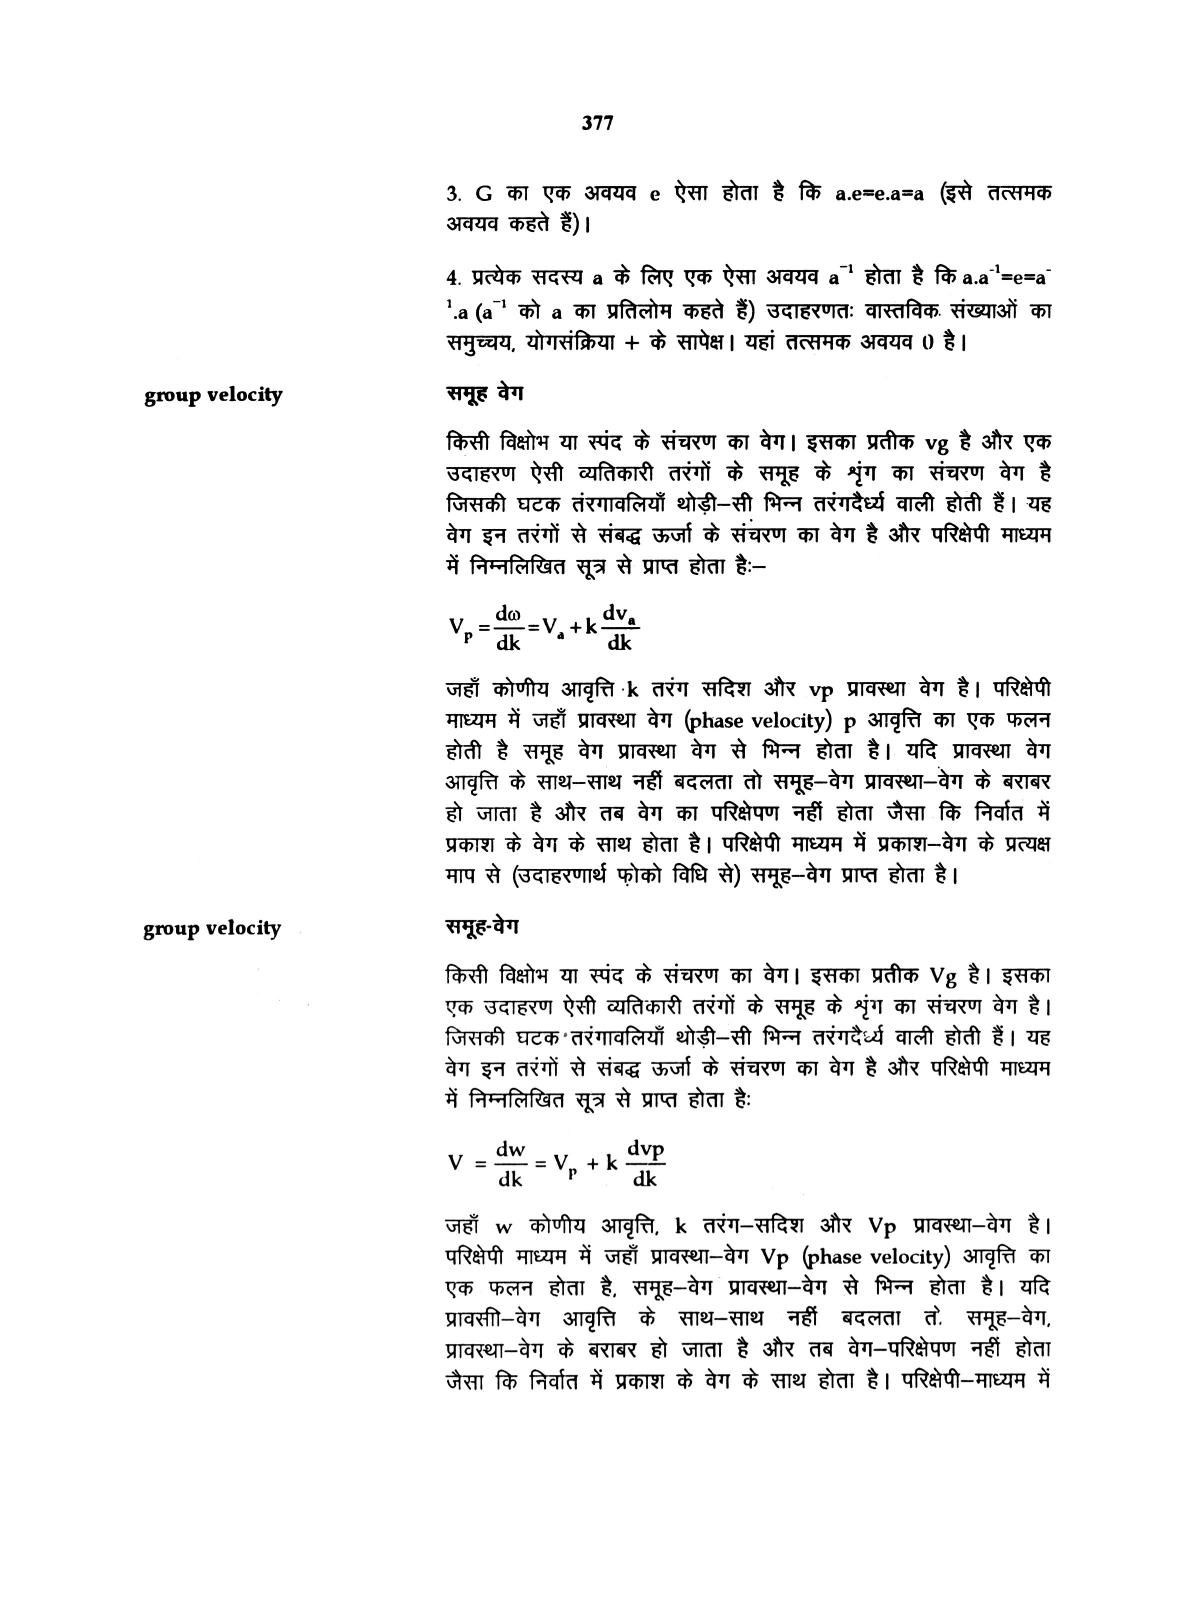 377
3. G का एक अवयव e ऐसा होता है कि a.e=e.a=a (इसे तत्समक
अवयव कहते हैं)।
4. प्रत्येक सदस्य a के लिए एक ऐसा अवयव a⁻¹ होता है कि a.a⁻¹=e=a⁻
¹.a (a⁻¹ को a का प्रतिलोम कहते हैं) उदाहरणतः वास्तविक संख्याओं का
समुच्चय, योगसंक्रिया + के सापेक्ष। यहां तत्समक अवयव 0 है।
group velocity समूह वेग
किसी विक्षोभ या स्पंद के संचरण का वेग। इसका प्रतीक vg है और एक
उदाहरण ऐसी व्यतिकारी तरंगों के समूह के शृंग का संचरण वेग है
जिसकी घटक तंरगावलियाँ थोड़ी–सी भिन्न तरंगदैर्ध्य वाली होती हैं। यह
वेग इन तरंगों से संबद्ध ऊर्जा के संचरण का वेग है और परिक्षेपी माध्यम
में निम्नलिखित सूत्र से प्राप्त होता हैः–
V_p = dω/dk = V_a + k dv_a/dk
जहाँ कोणीय आवृत्ति k तरंग सदिश और vp प्रावस्था वेग है। परिक्षेपी
माध्यम में जहाँ प्रावस्था वेग (phase velocity) p आवृत्ति का एक फलन
होती है समूह वेग प्रावस्था वेग से भिन्न होता है। यदि प्रावस्था वेग
आवृत्ति के साथ–साथ नहीं बदलता तो समूह–वेग प्रावस्था–वेग के बराबर
हो जाता है और तब वेग का परिक्षेपण नहीं होता जैसा कि निर्वात में
प्रकाश के वेग के साथ होता है। परिक्षेपी माध्यम में प्रकाश–वेग के प्रत्यक्ष
माप से (उदाहरणार्थ फ़ोको विधि से) समूह–वेग प्राप्त होता है।
group velocity समूह-वेग
किसी विक्षोभ या स्पंद के संचरण का वेग। इसका प्रतीक Vg है। इसका
एक उदाहरण ऐसी व्यतिकारी तरंगों के समूह के शृंग का संचरण वेग है।
जिसकी घटक तरंगावलियाँ थोड़ी–सी भिन्न तरंगदैर्ध्य वाली होती हैं। यह
वेग इन तरंगों से संबद्ध ऊर्जा के संचरण का वेग है और परिक्षेपी माध्यम
में निम्नलिखित सूत्र से प्राप्त होता हैः
V = dw/dk = V_p + k dvp/dk
जहाँ w कोणीय आवृत्ति, k तरंग–सदिश और Vp प्रावस्था–वेग है।
परिक्षेपी माध्यम में जहाँ प्रावस्था–वेग Vp (phase velocity) आवृत्ति का
एक फलन होता है, समूह–वेग प्रावस्था–वेग से भिन्न होता है। यदि
प्रावसी–वेग आवृत्ति के साथ–साथ नहीं बदलता तो, समूह–वेग,
प्रावस्था–वेग के बराबर हो जाता है और तब वेग–परिक्षेपण नहीं होता
जैसा कि निर्वात में प्रकाश के वेग के साथ होता है। परिक्षेपी–माध्यम में